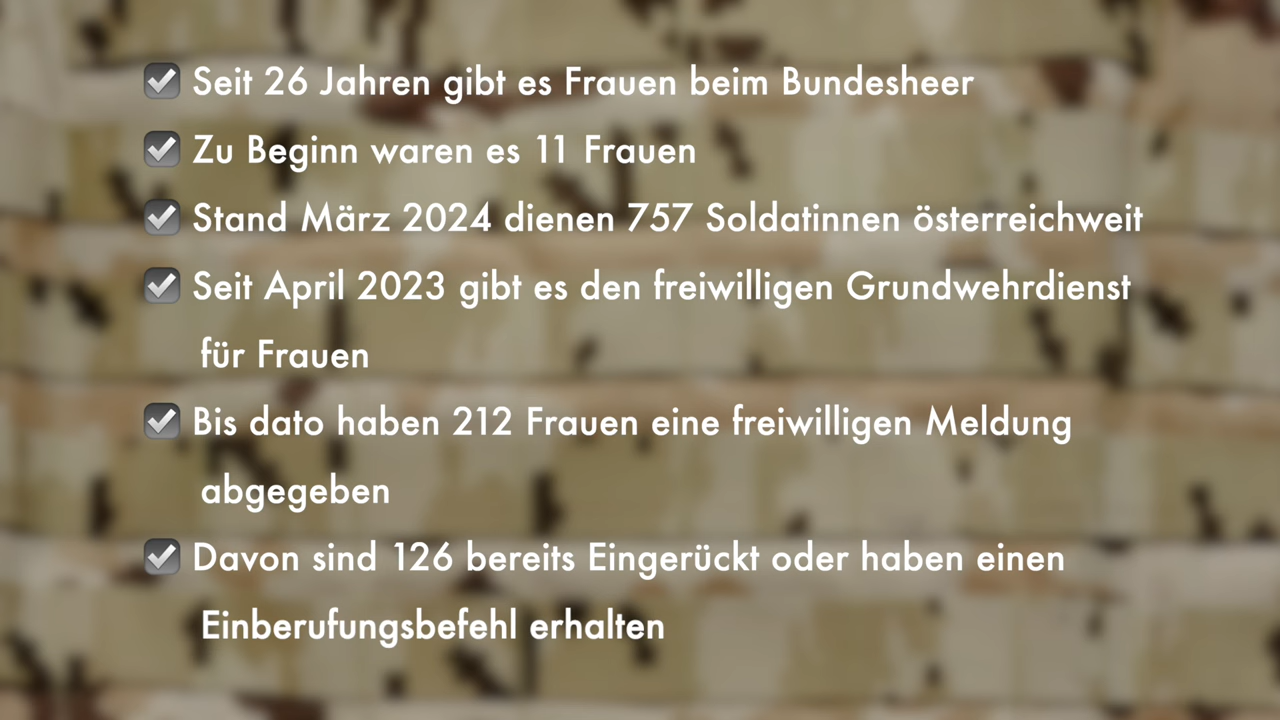 Seit 26 Jahren gibt es Frauen beim Bundesheer
Zu Beginn waren es 11 Frauen
Stand März 2024 dienen 757 Soldatinnen österreichweit
Seit April 2023 gibt es den freiwilligen Grundwehrdienst
für Frauen
Bis dato haben 212 Frauen eine freiwilligen Meldung
abgegeben
Davon sind 126 bereits Eingerückt oder haben einen
Einberufungsbefehl erhalten